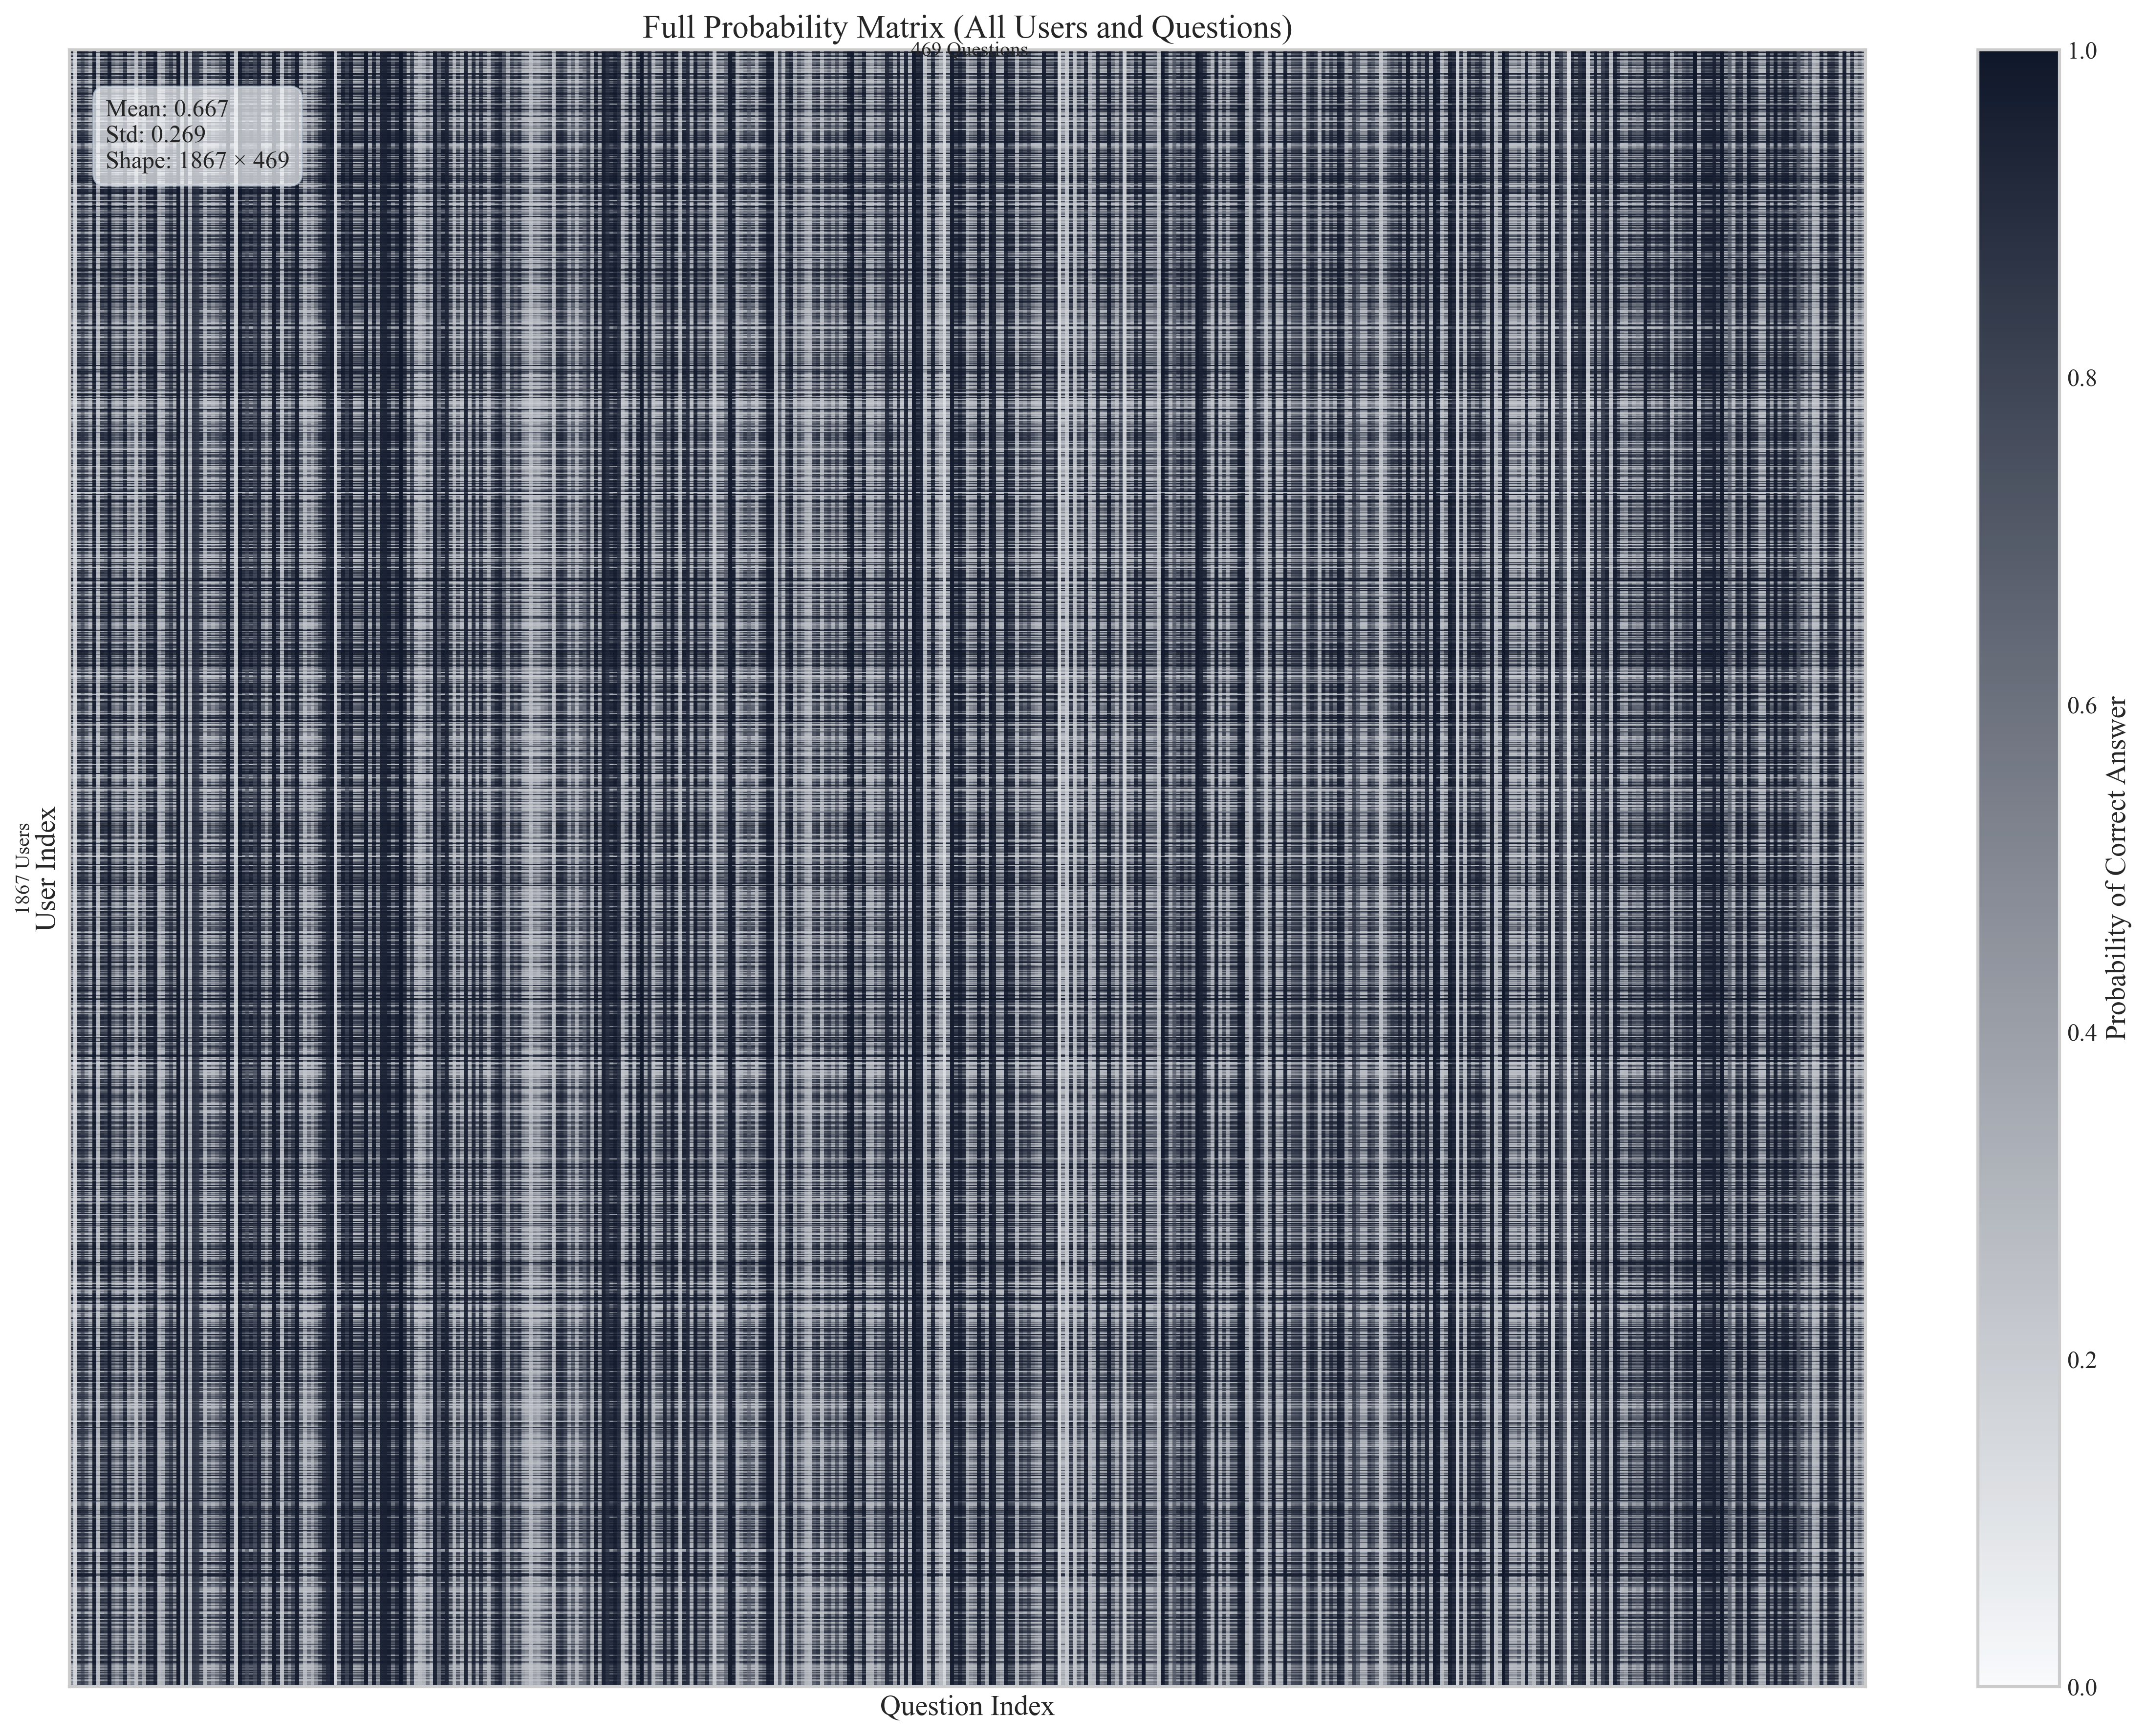 Full Probability Matrix (All Users and Questions)
469 Questions
Mean: 0.667
Std: 0.269
Shape: 1867 × 469
1867 Users
User Index
Question Index
1.0
0.8
0.6
0.4
0.2
0.0
Probability of Correct Answer